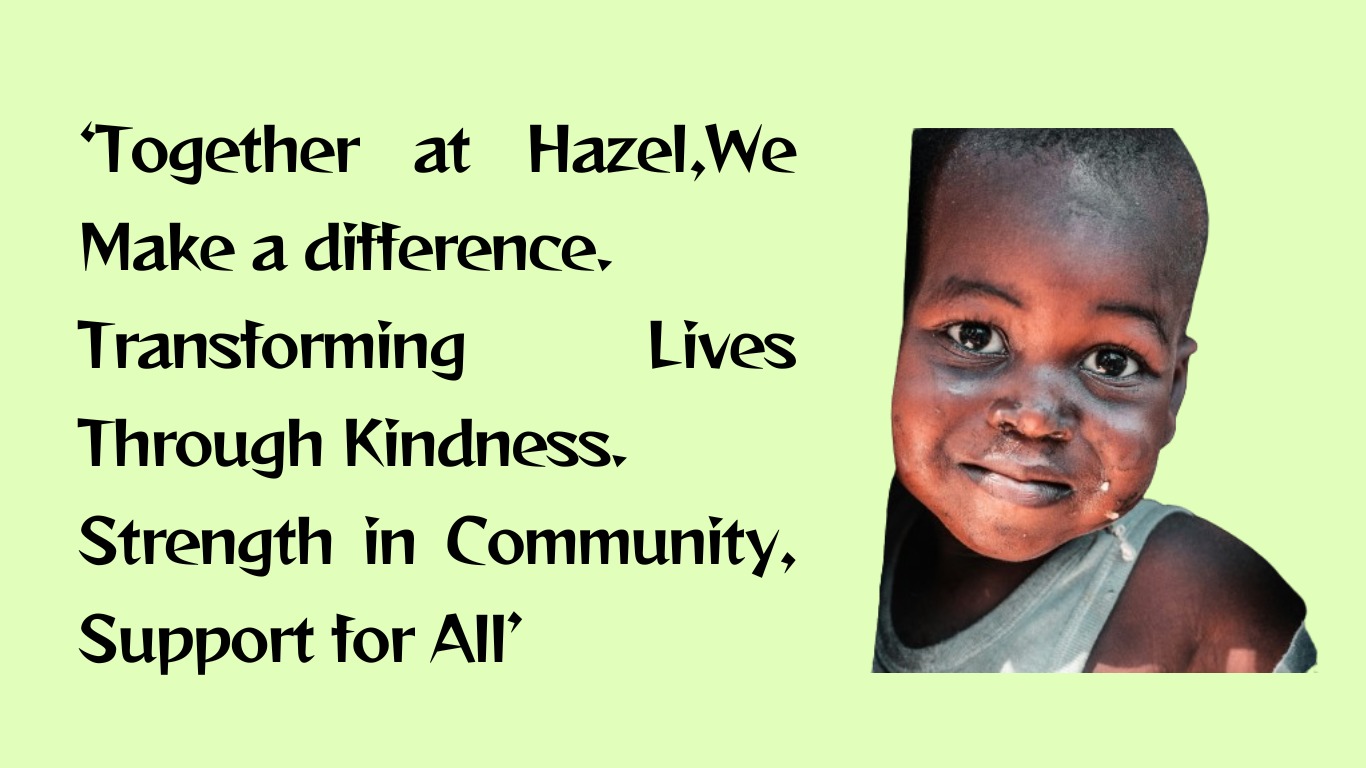 ‘Together at Hazel,We
Make a difference.
Transforming Lives
Through Kindness.
Strength in Community,
Support for All’